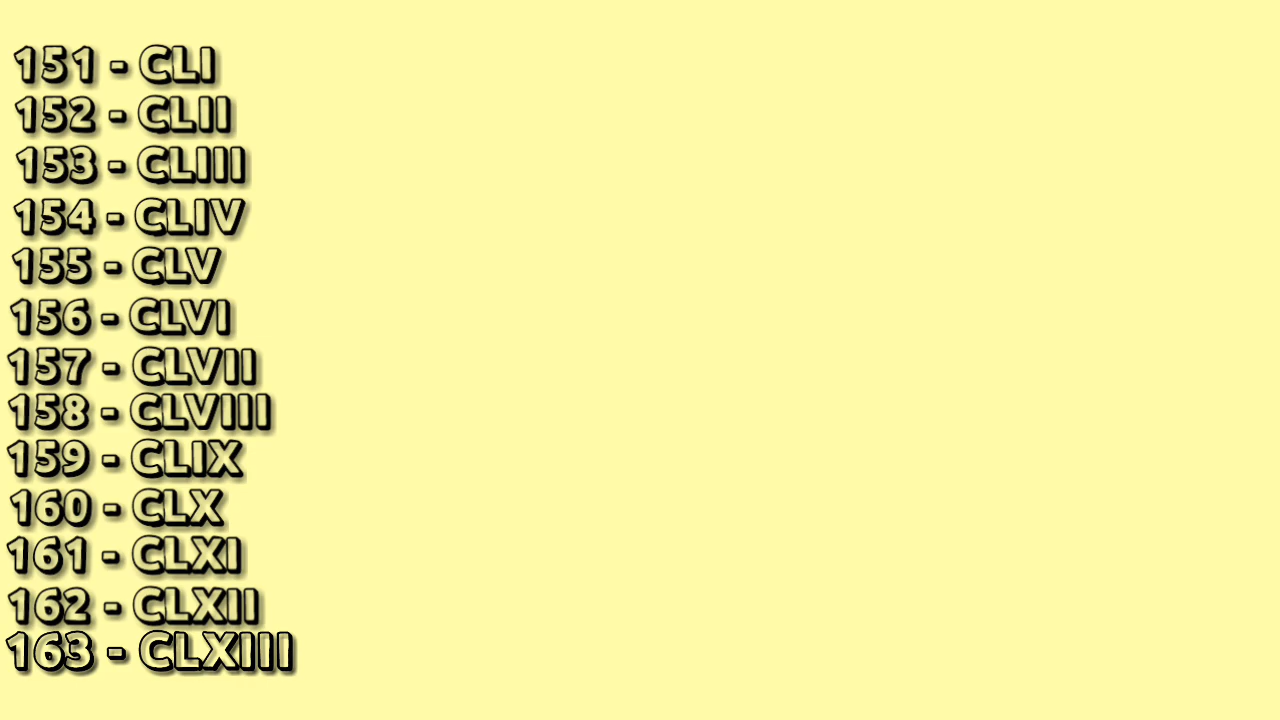 151 - CLI
152 - CLII
153 - CLIII
154 - CLIV
155 - CLV
156 - CLVI
157 - CLVII
158 - CLVIII
159 - CLIX
160 - CLX
161 - CLXI
162 - CLXII
163 - CLXIII